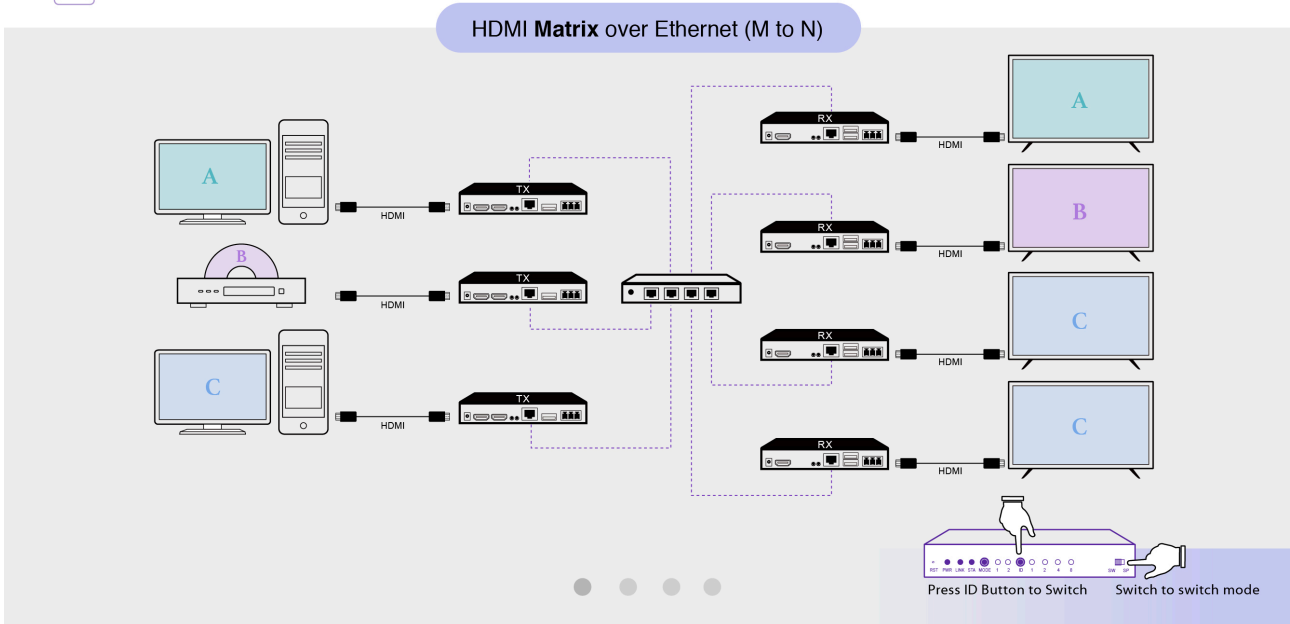 HDMI Matrix over Ethernet (M to N)
A
HDMI
TX
B
HDMI
TX
C
HDMI
TX
RX
HDMI
A
RX
HDMI
B
RX
HDMI
C
RX
HDMI
C
RST PWR LINK STA MODE 1 2 ID 1 2 4 8 SW SP
Press ID Button to Switch
Switch to switch mode